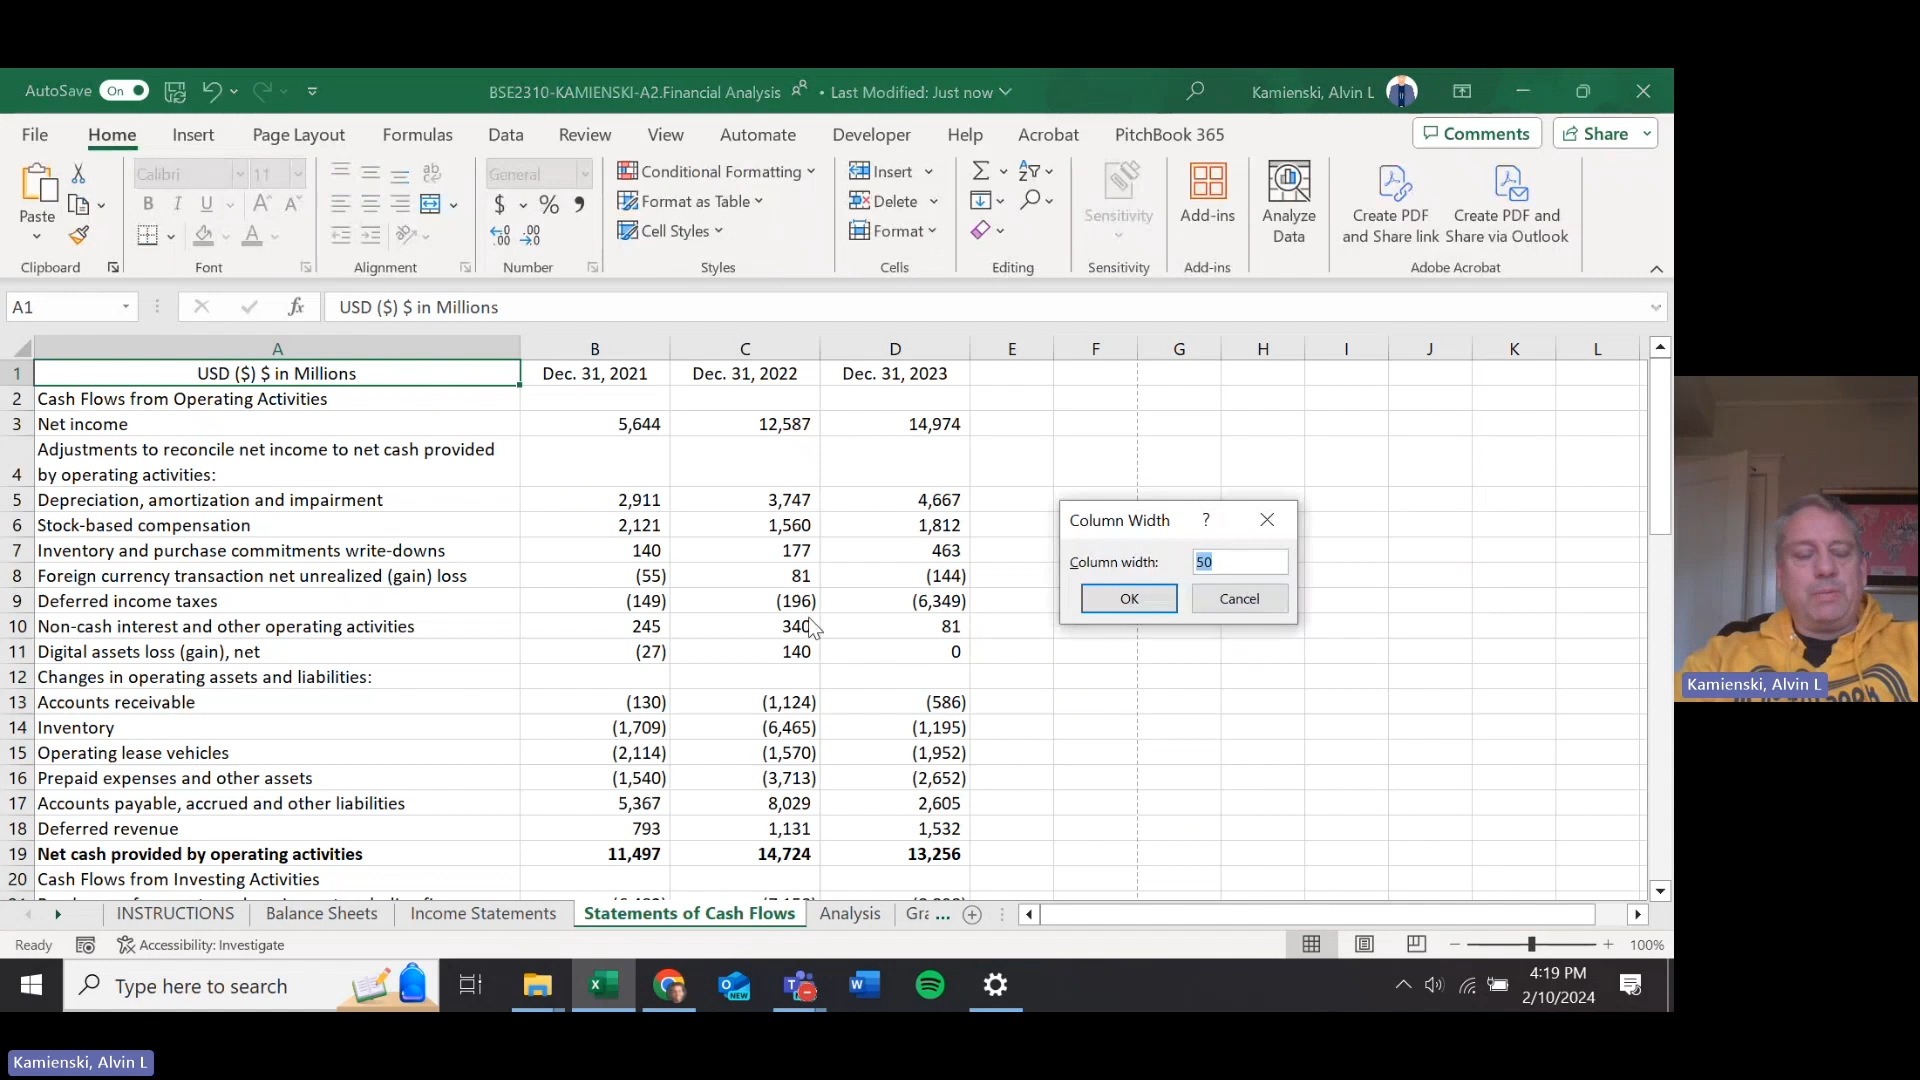 AutoSave On
BSE2310-KAMIENSKI-A2.Financial Analysis • Last Modified: Just now
Kamienski, Alvin L
File Home Insert Page Layout Formulas Data Review View Automate Developer Help Acrobat PitchBook 365 Comments Share
Paste
Clipboard
Calibri 11
B I U
Font
ab
Alignment
General
$ % 9
Number
Conditional Formatting
Format as Table
Cell Styles
Styles
Insert
Delete
Format
Cells
Editing
Sensitivity
Sensitivity
Add-ins
Add-ins
Analyze
Data
Create PDF
and Share link
Create PDF and
Share via Outlook
Adobe Acrobat
A1 fx USD ($) $ in Millions
A B C D E F G H I J K L
1 USD ($) $ in Millions Dec. 31, 2021 Dec. 31, 2022 Dec. 31, 2023
2 Cash Flows from Operating Activities
3 Net income 5,644 12,587 14,974
Adjustments to reconcile net income to net cash provided
4 by operating activities:
5 Depreciation, amortization and impairment 2,911 3,747 4,667
6 Stock-based compensation 2,121 1,560 1,812
7 Inventory and purchase commitments write-downs 140 177 463
8 Foreign currency transaction net unrealized (gain) loss (55) 81 (144)
9 Deferred income taxes (149) (196) (6,349)
10 Non-cash interest and other operating activities 245 340 81
11 Digital assets loss (gain), net (27) 140 0
12 Changes in operating assets and liabilities:
13 Accounts receivable (130) (1,124) (586)
14 Inventory (1,709) (6,465) (1,195)
15 Operating lease vehicles (2,114) (1,570) (1,952)
16 Prepaid expenses and other assets (1,540) (3,713) (2,652)
17 Accounts payable, accrued and other liabilities 5,367 8,029 2,605
18 Deferred revenue 793 1,131 1,532
19 Net cash provided by operating activities 11,497 14,724 13,256
20 Cash Flows from Investing Activities
Column Width ?
Column width: 50
OK Cancel
INSTRUCTIONS Balance Sheets Income Statements Statements of Cash Flows Analysis Gra ...
Ready Accessibility: Investigate 100%
Type here to search
NEW
4:19 PM
2/10/2024
Kamienski, Alvin L
Kamienski, Alvin L